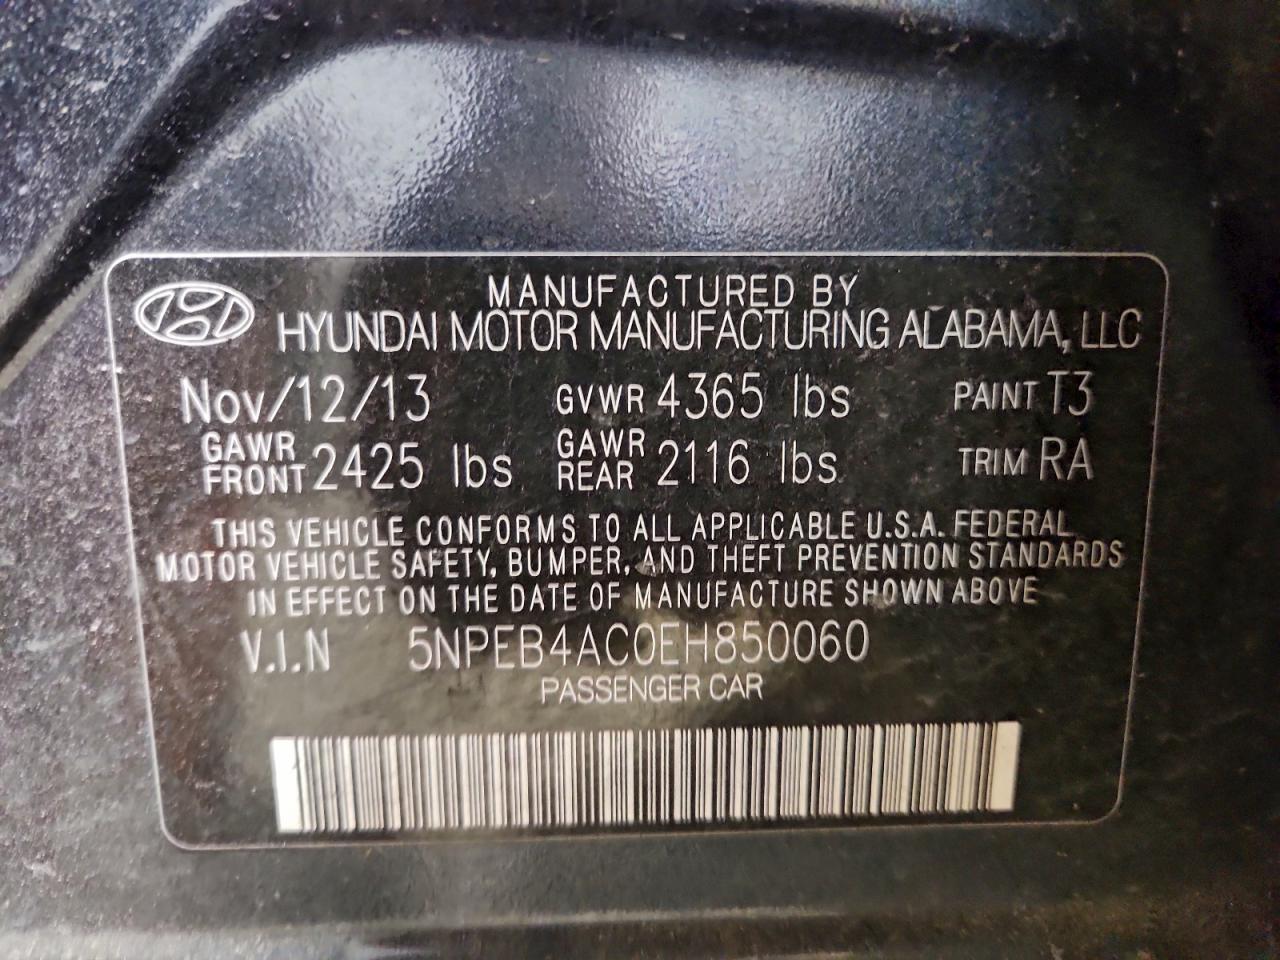 MANUFACTURED BY
HYUNDAI MOTOR MANUFACTURING ALABAMA, LLC
Nov/12/13 GVWR 4365 lbs PAINT T3
GAWR FRONT 2425 lbs GAWR REAR 2116 lbs TRIM RA
THIS VEHICLE CONFORMS TO ALL APPLICABLE U.S.A. FEDERAL
MOTOR VEHICLE SAFETY, BUMPER, AND THEFT PREVENTION STANDARDS
IN EFFECT ON THE DATE OF MANUFACTURE SHOWN ABOVE
V.I.N 5NPEB4AC0EH850060
PASSENGER CAR